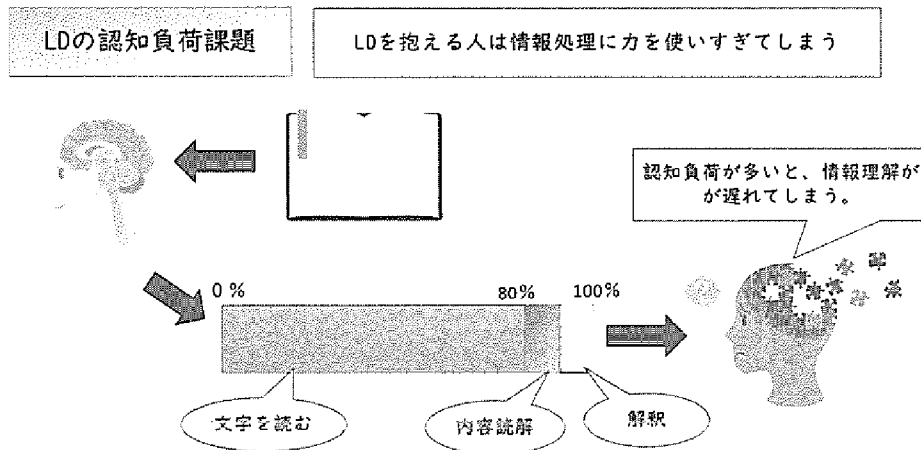 LDの認知負荷課題
LDを抱える人は情報処理に力を使いすぎてしまう
認知負荷が多いと、情報理解が
が遅れてしまう。
0 %
80%
100%
文字を読む
内容読解
解釈